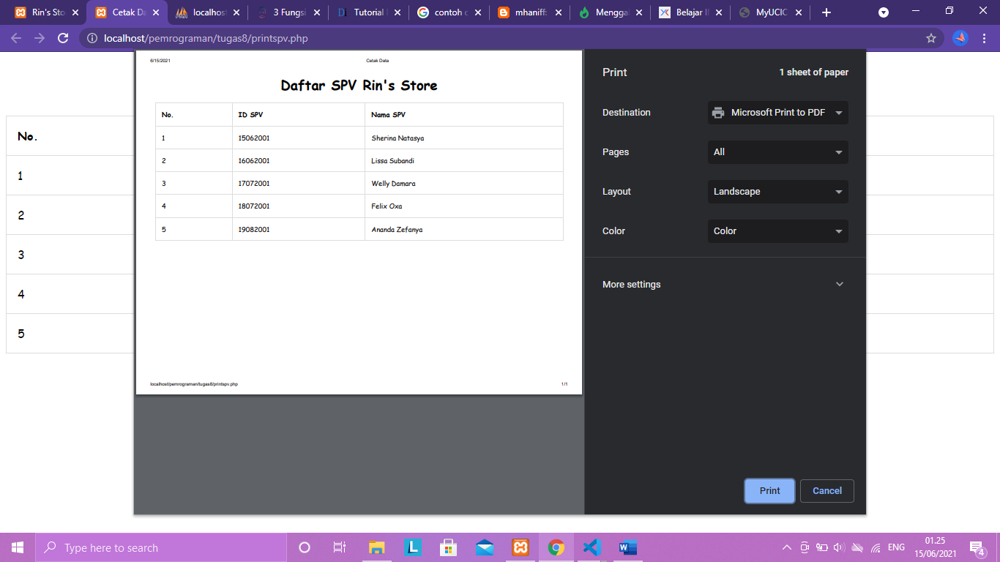 Rin's Sto
Cetak Da
localhost
3 Fungsi
Tutorial
contoh
mhaniff
Mengga
Belajar
MyUCIC
localhost/pemrograman/tugas8/printspv.php
No.
1
2
3
4
5
6/15/2021 Cetak Data
Daftar SPV Rin's Store
No. ID SPV Nama SPV
1 15062001 Sherina Natasya
2 16062001 Lissa Subandi
3 17072001 Welly Damara
4 18072001 Felix Oxa
5 19082001 Ananda Zefanya
localhost/pemrograman/tugas8/printspv.php 1/1
Print 1 sheet of paper
Destination Microsoft Print to PDF
Pages All
Layout Landscape
Color Color
More settings
Print Cancel
Type here to search
ENG
01.25
15/06/2021
4